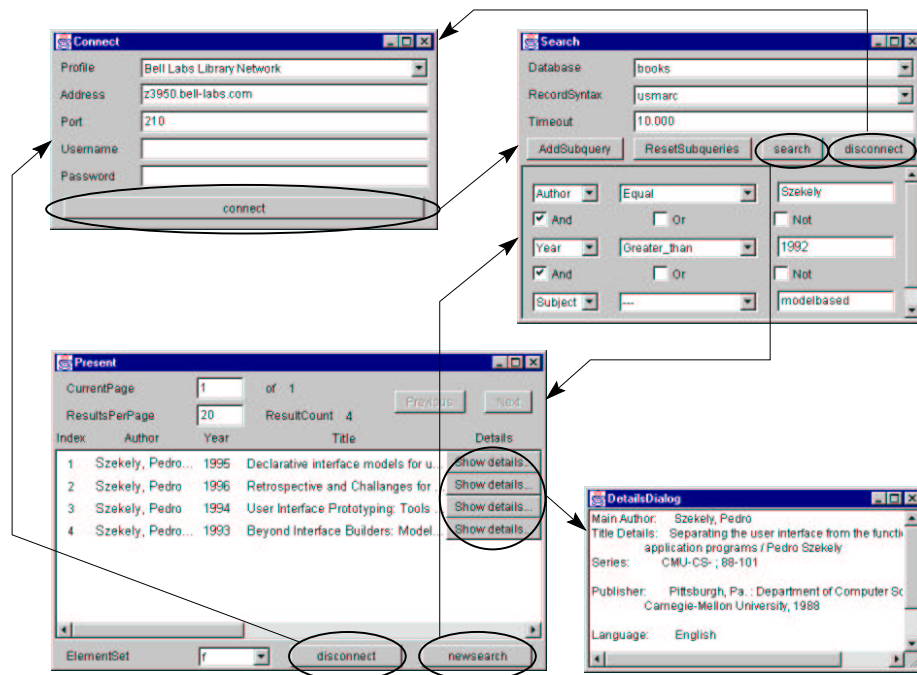 Connect
Profile Bell Labs Library Network
Address z3950.bell-labs.com
Port 210
Username
Password
connect
Search
Database books
RecordSyntax usmarc
Timeout 10.000
AddSubquery ResetSubqueries search disconnect
Author Equal Szekely
And Or Not
Year Greater_than 1992
And Or Not
Subject --- modelbased
Present
CurrentPage 1 of 1 Previous Next
ResultsPerPage 20 ResultCount 4
Index Author Year Title Details
1 Szekely, Pedro... 1995 Declarative interface models for u... Show details...
2 Szekely, Pedro 1996 Retrospective and Challanges for ... Show details...
3 Szekely, Pedro 1994 User Interface Prototyping: Tools ... Show details...
4 Szekely, Pedro 1993 Beyond Interface Builders: Model... Show details...
ElementSet f disconnect newsearch
DetailsDialog
Main Author: Szekely, Pedro
Title Details: Separating the user interface from the functi
application programs / Pedro Szekely
Series: CMU-CS- ; 88-101
Publisher: Pittsburgh, Pa. : Department of Computer Sc
Carnegie-Mellon University, 1988
Language: English